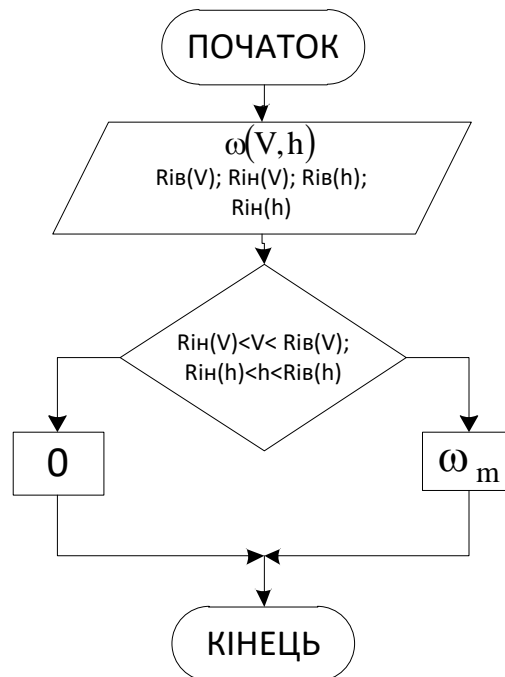 ПОЧАТОК
ω(V,h)
Rів(V); Rін(V); Rів(h);
Rін(h)
Rін(V)<V< Rів(V);
Rін(h)<h<Rів(h)
0
ω m
КІНЕЦЬ